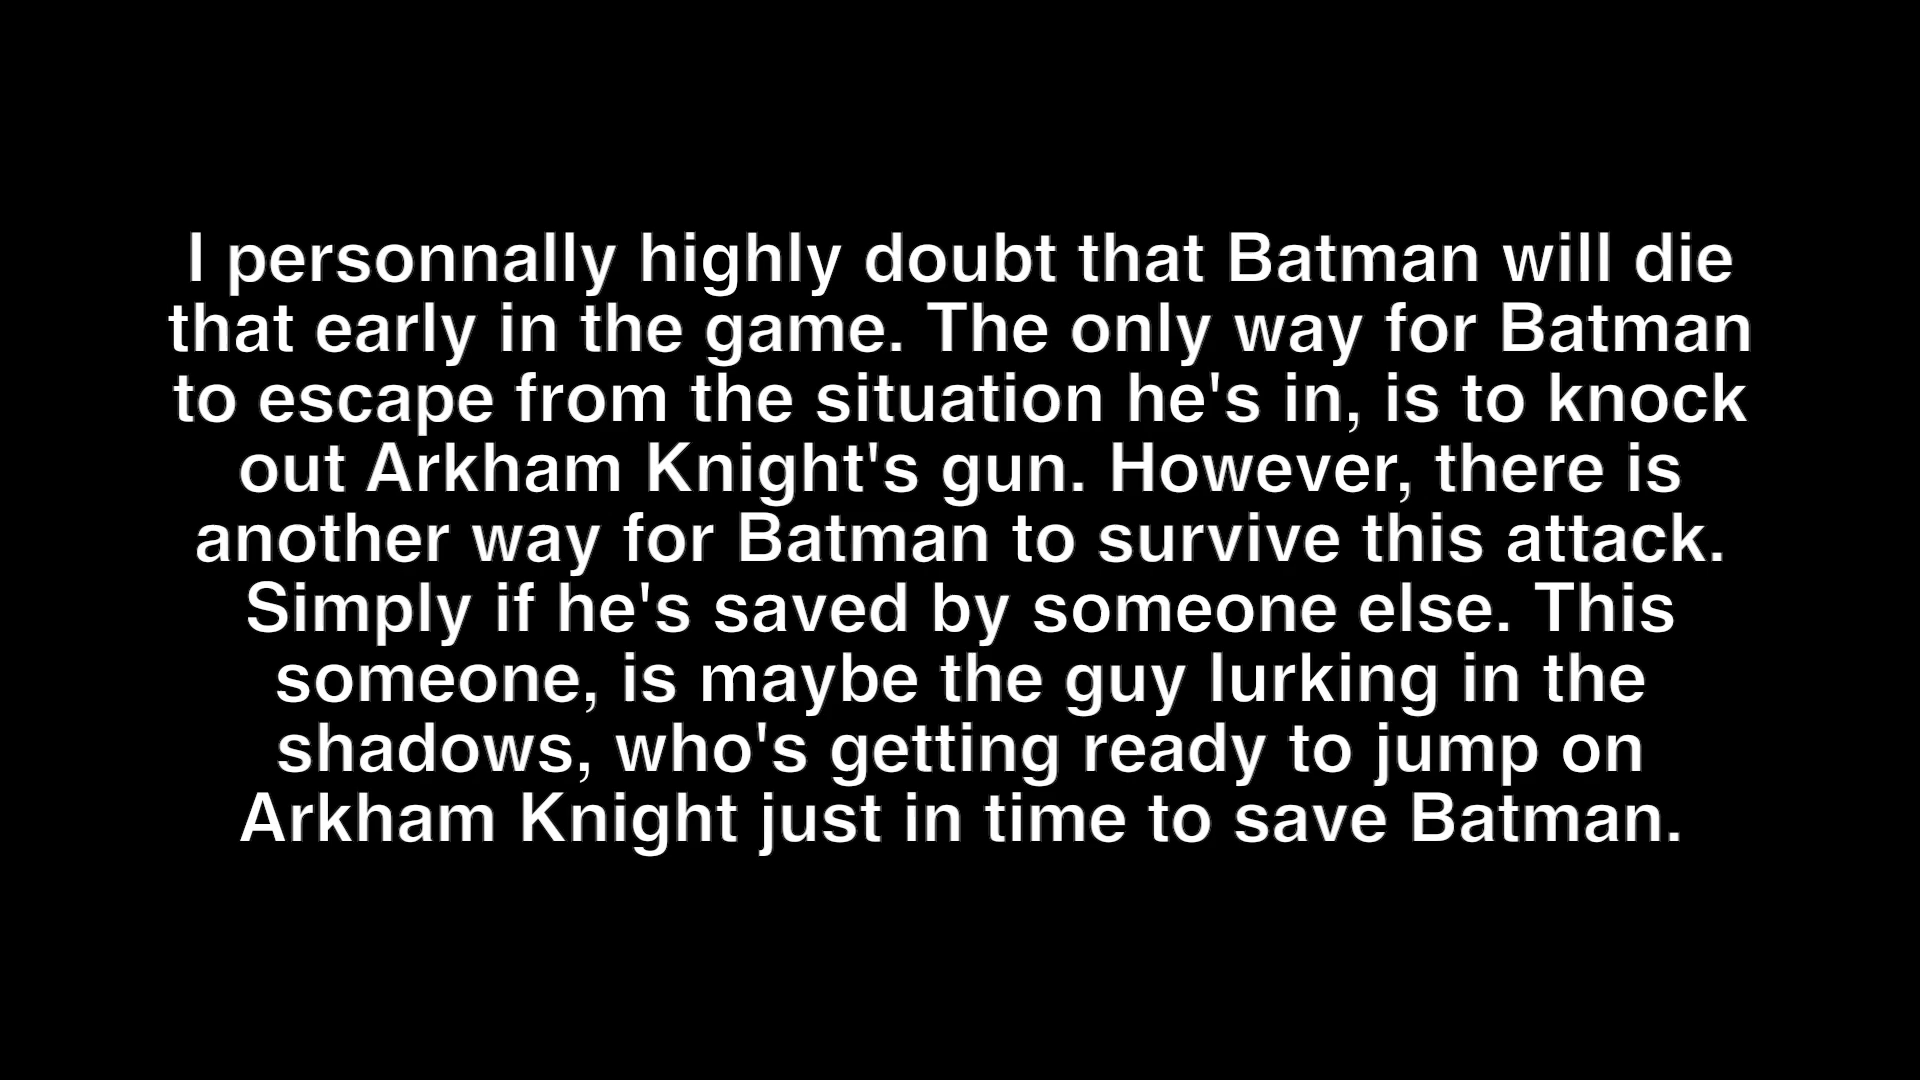 I personnally highly doubt that Batman will die
that early in the game. The only way for Batman
to escape from the situation he's in, is to knock
out Arkham Knight's gun. However, there is
another way for Batman to survive this attack.
Simply if he's saved by someone else. This
someone, is maybe the guy lurking in the
shadows, who's getting ready to jump on
Arkham Knight just in time to save Batman.